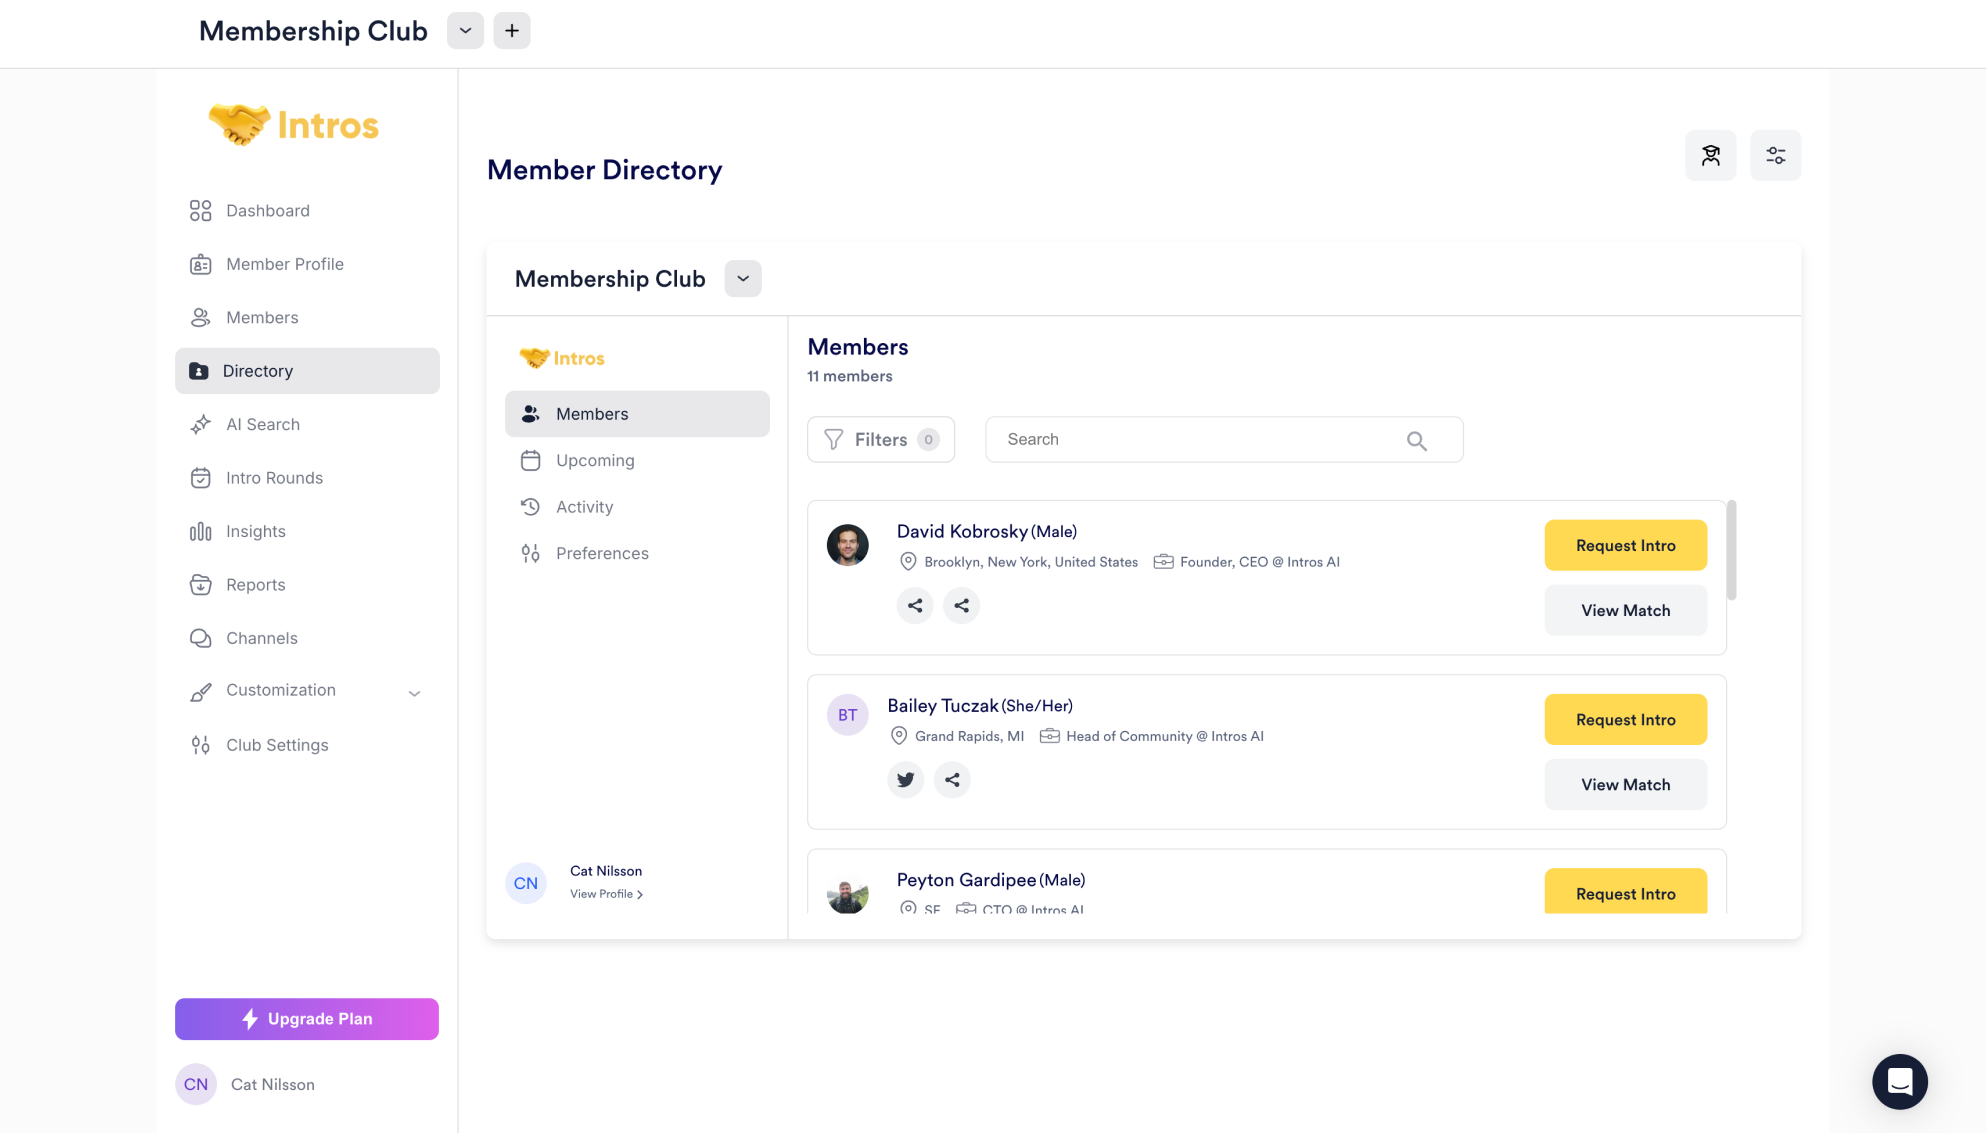 Membership Club
Intros
Dashboard
Member Profile
Members
Directory
AI Search
Intro Rounds
Insights
Reports
Channels
Customization
Club Settings
Upgrade Plan
CN
Cat Nilsson
Member Directory
Membership Club
Intros
Members
Upcoming
Activity
Preferences
CN
Cat Nilsson
View Profile
Members
11 members
Filters 0
Search
David Kobrosky (Male)
Brooklyn, New York, United States Founder, CEO @ Intros AI
Request Intro
View Match
BT
Bailey Tuczak (She/Her)
Grand Rapids, MI Head of Community @ Intros AI
Request Intro
View Match
Peyton Gardipee (Male)
SF CTO @ Intros AI
Request Intro